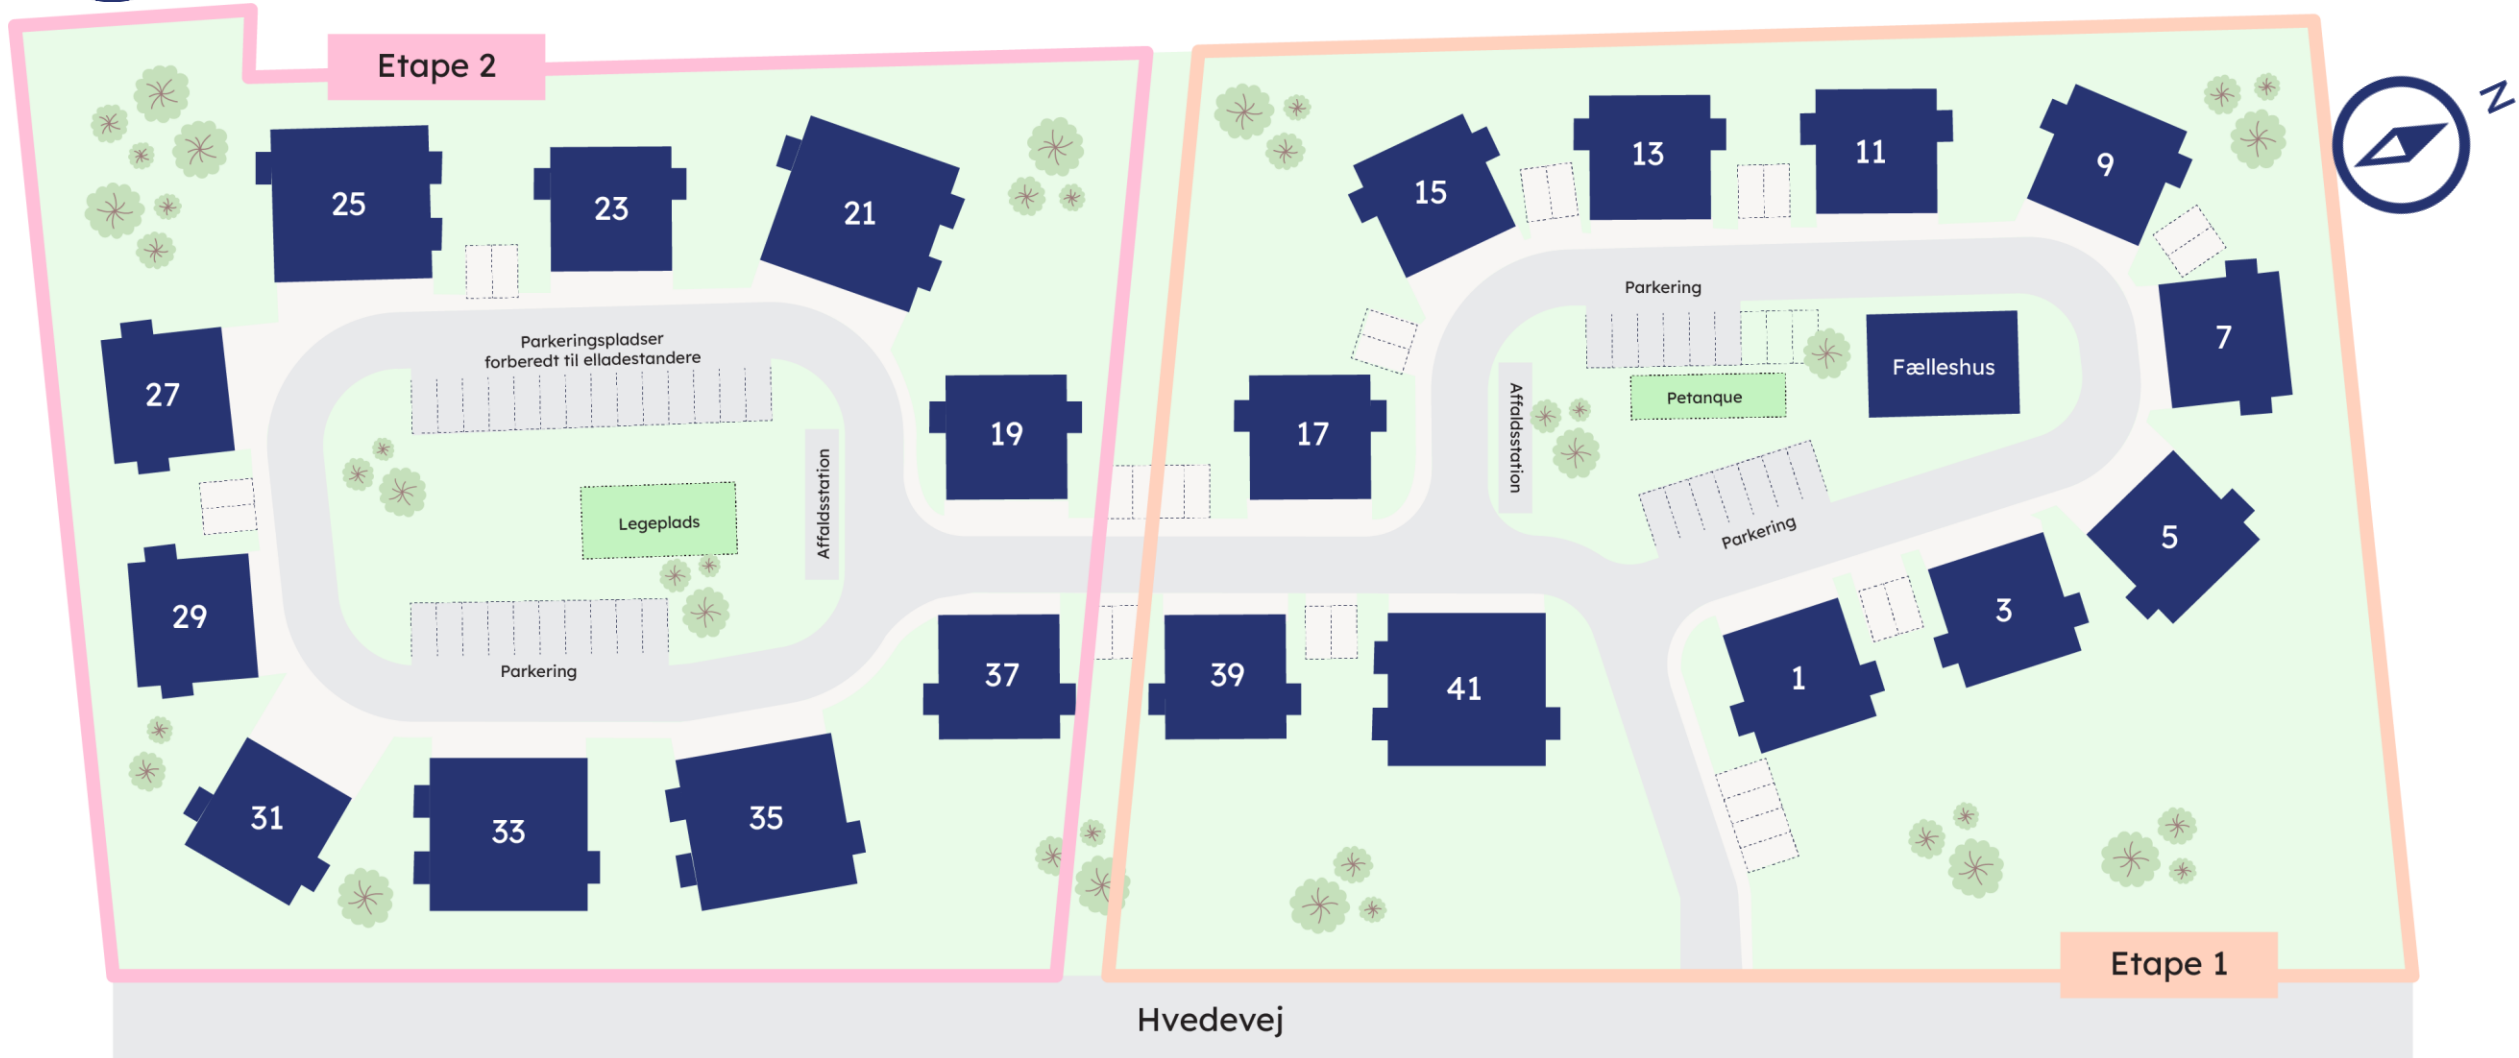 Etape 2
N
25
23
21
15
13
11
9
27
Parkeringspladser
forberedt til elladestandere
19
17
Parkering
Fælleshus
Petanque
7
Affaldsstation
Affaldsstation
Legeplads
Parkering
5
29
Parkering
37
39
41
1
3
31
33
35
Etape 1
Hvedevej